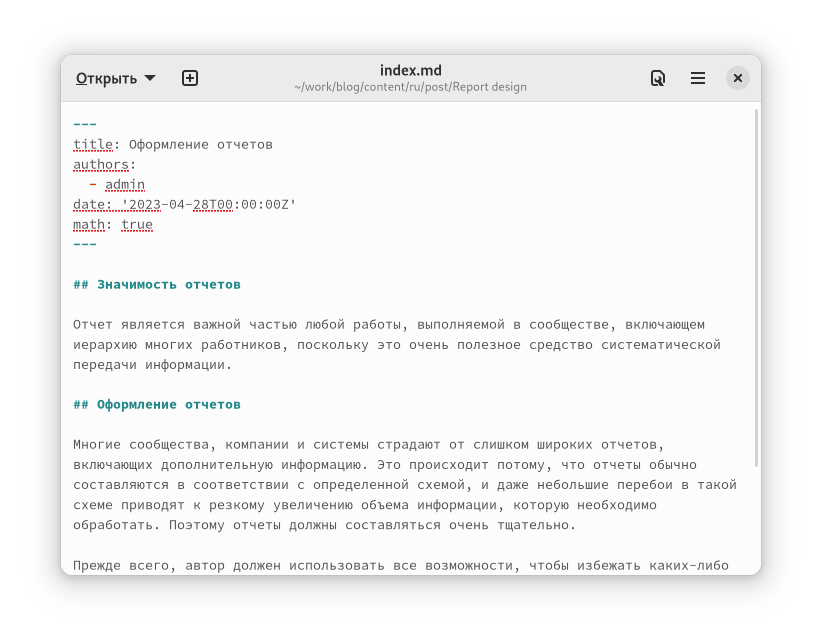 Открыть
index.md
~/work/blog/content/ru/post/Report design
---
title: Оформление отчетов
authors:
- admin
date: '2023-04-28T00:00:00Z'
math: true
---
## Значимость отчетов
Отчет является важной частью любой работы, выполняемой в сообществе, включающем
иерархию многих работников, поскольку это очень полезное средство систематической
передачи информации.
## Оформление отчетов
Многие сообщества, компании и системы страдают от слишком широких отчетов,
включающих дополнительную информацию. Это происходит потому, что отчеты обычно
составляются в соответствии с определенной схемой, и даже небольшие перебои в такой
схеме приводят к резкому увеличению объема информации, которую необходимо
обработать. Поэтому отчеты должны составляться очень тщательно.
Прежде всего, автор должен использовать все возможности, чтобы избежать каких-либо